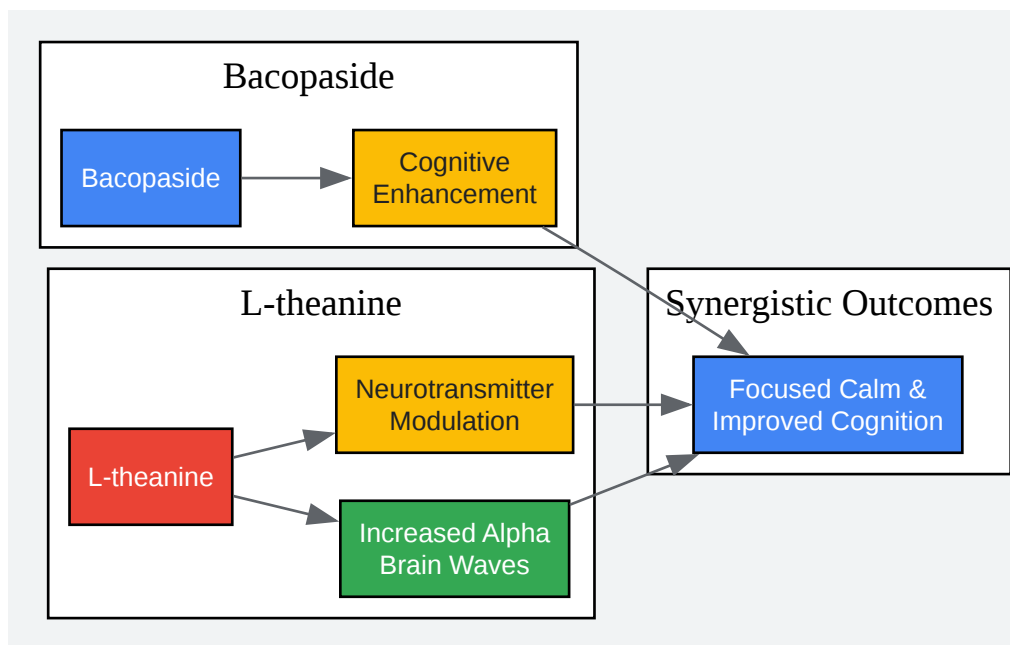 Bacopaside
Bacopaside
Cognitive
Enhancement
L-theanine
L-theanine
Neurotransmitter
Modulation
Increased Alpha
Brain Waves
Synergistic Outcomes
Focused Calm &
Improved Cognition